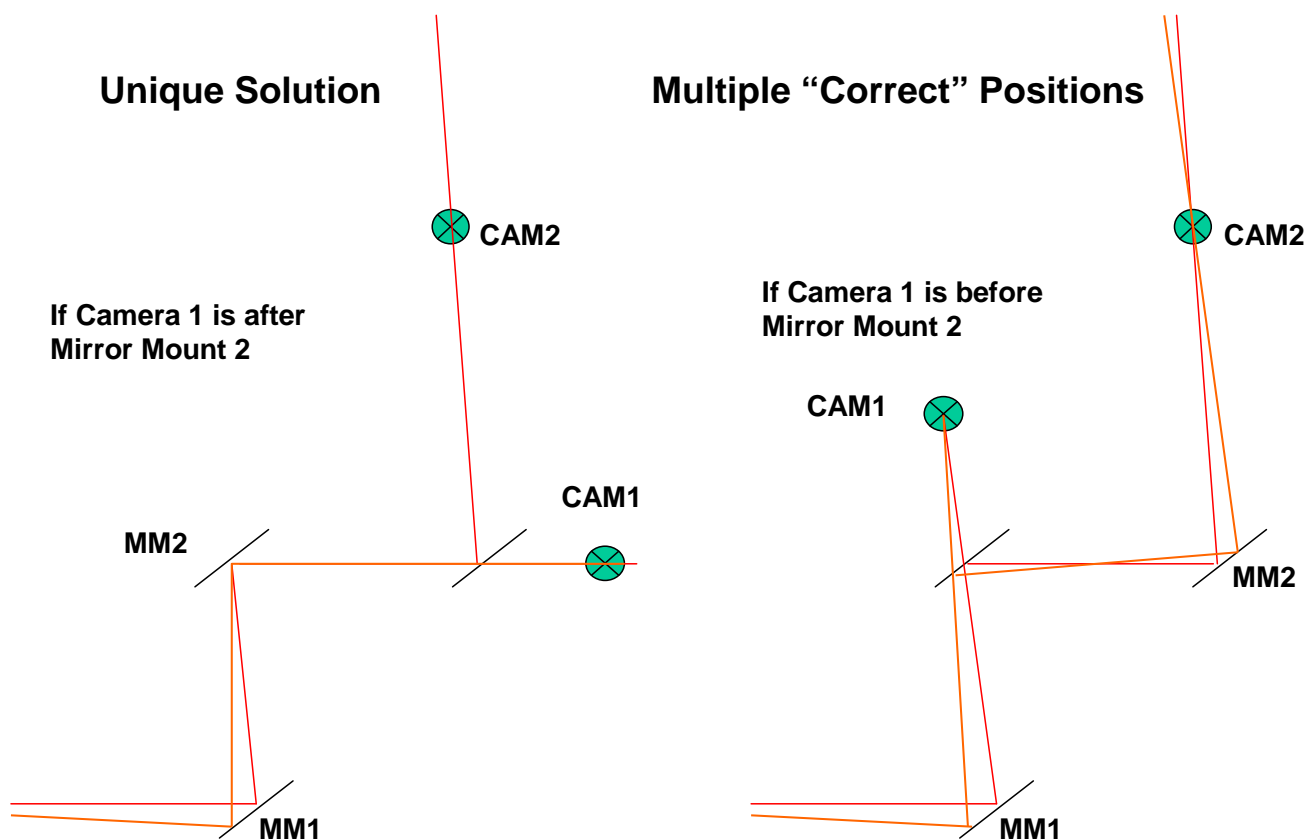 Unique Solution
CAM2
If Camera 1 is after
Mirror Mount 2
CAM1
MM2
MM1
Multiple “Correct” Positions
CAM2
If Camera 1 is before
Mirror Mount 2
CAM1
MM2
MM1